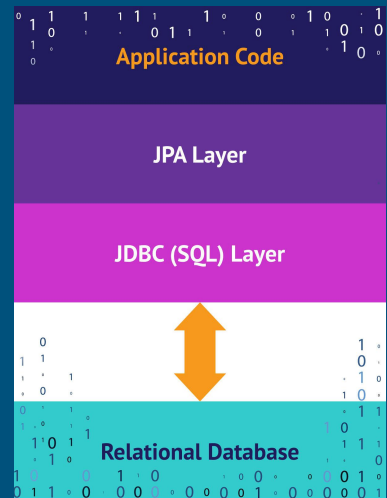 Application Code
JPA Layer
JDBC (SQL) Layer
Relational Database